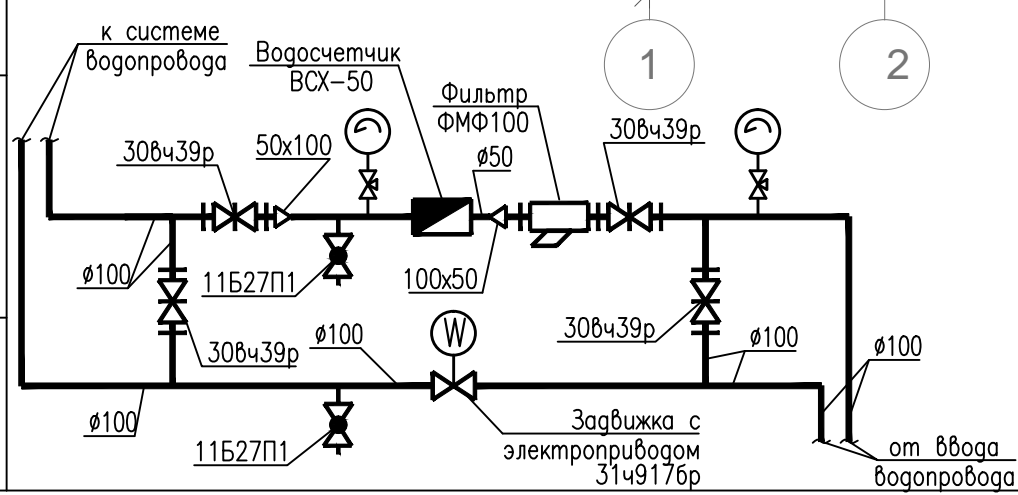 к системе
водопровода
Водосчетчик
ВСХ-50
1
2
Фильтр
ФМФ100
30вч39р
50х100
30вч39р
ø50
ø100
11Б27П1
100х50
30вч39р
ø100
W
30вч39р
ø100
ø100
ø100
11Б27П1
Задвижка с
электроприводом
31ч917бр
от ввода
водопровода